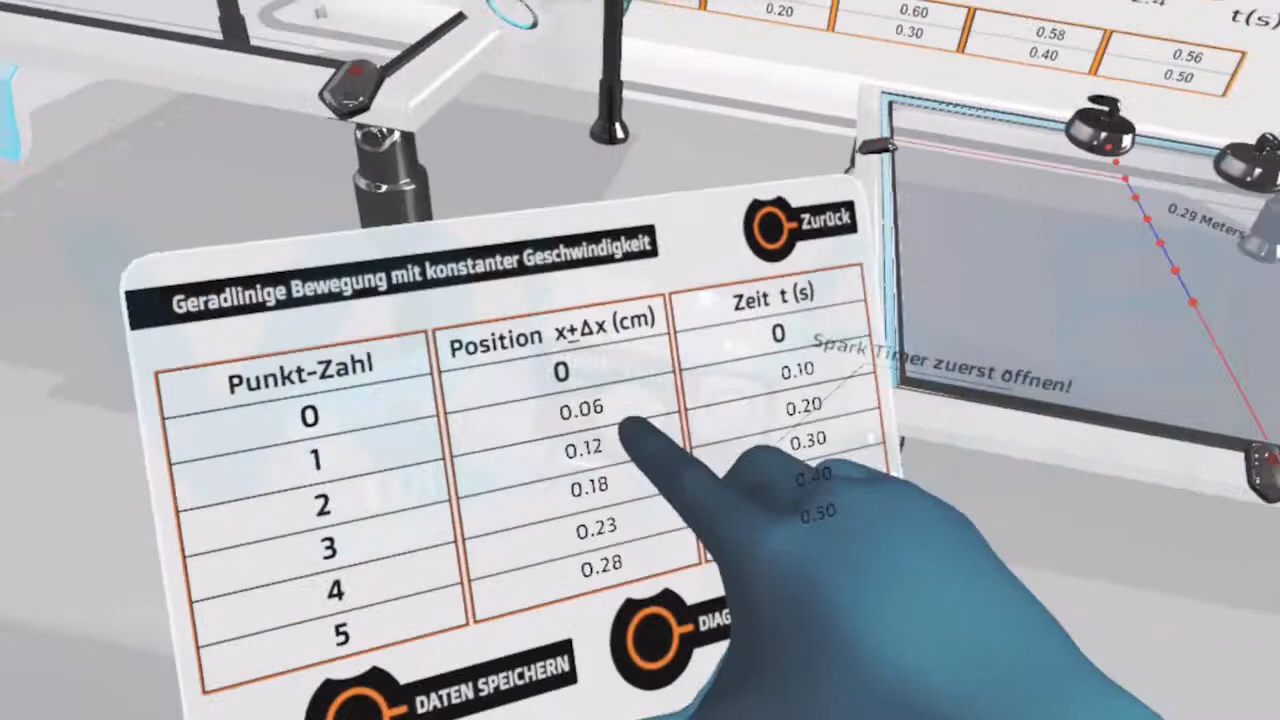 2.4
t(s)
0.20
0.60
0.30
0.58
0.40
0.56
0.50
0.29 Meters
Zurück
Geradlinige Bewegung mit konstanter Geschwindigkeit
Punkt-Zahl Position x±Δx (cm) Zeit t (s)
0 0 0
1 0.06 0.10
2 0.12 0.20
3 0.18 0.30
4 0.23 0.40
5 0.28 0.50
Spark Timer zuerst öffnen!
DATEN SPEICHERN